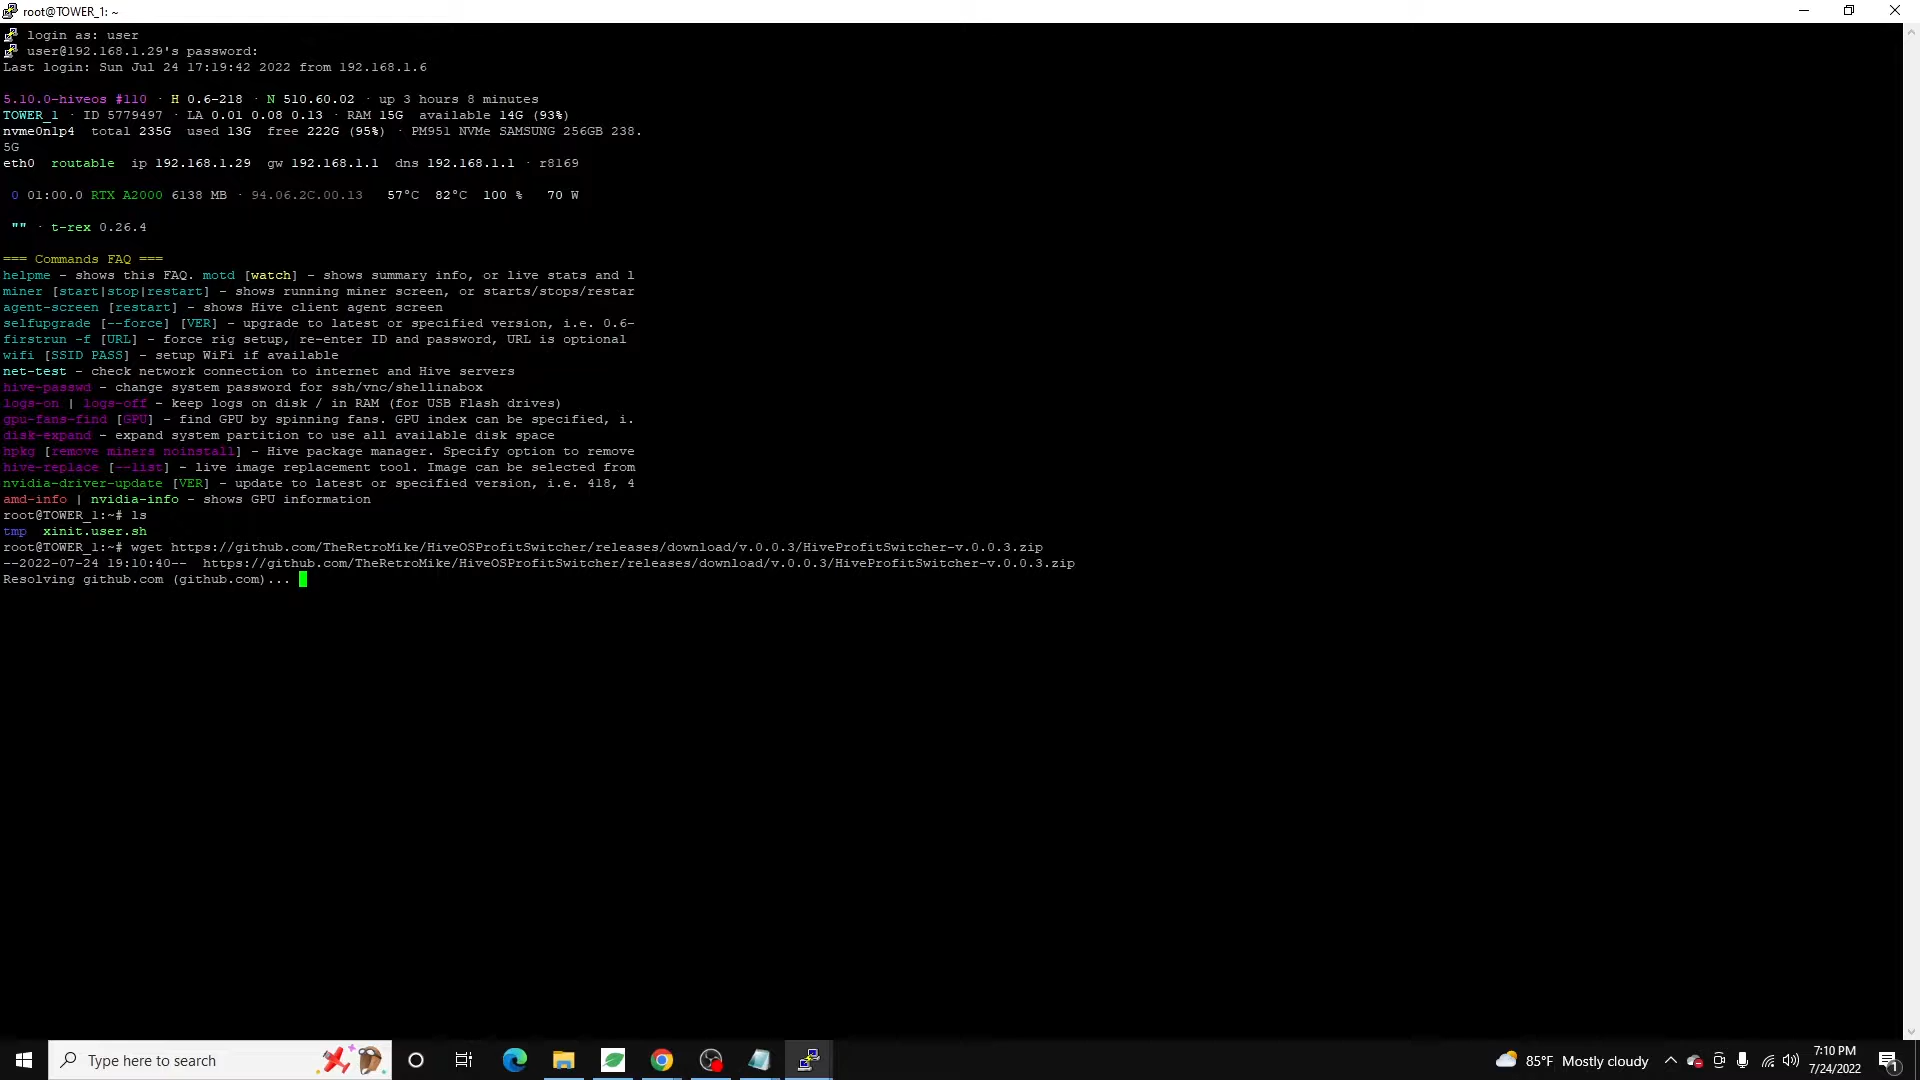 root@TOWER_1: ~
login as: user
user@192.168.1.29's password:
Last login: Sun Jul 24 17:19:42 2022 from 192.168.1.6
5.10.0-hiveos #110 · H 0.6-218 · N 510.60.02 · up 3 hours 8 minutes
TOWER_1 · ID 5779497 · LA 0.01 0.08 0.13 · RAM 15G  available 14G (93%)
nvme0n1p4  total 235G  used 13G  free 222G (95%)  · PM951 NVMe SAMSUNG 256GB 238.
5G
eth0  routable  ip 192.168.1.29  gw 192.168.1.1  dns 192.168.1.1 · r8169
0 01:00.0 RTX A2000 6138 MB · 94.06.2C.00.13   57°C  82°C  100 %   70 W
"" · t-rex 0.26.4
=== Commands FAQ ===
helpme - shows this FAQ. motd [watch] - shows summary info, or live stats and l
miner [start|stop|restart] - shows running miner screen, or starts/stops/restar
agent-screen [restart] - shows Hive client agent screen
selfupgrade [--force] [VER] - upgrade to latest or specified version, i.e. 0.6-
firstrun -f [URL] - force rig setup, re-enter ID and password, URL is optional
wifi [SSID PASS] - setup WiFi if available
net-test - check network connection to internet and Hive servers
hive-passwd - change system password for ssh/vnc/shellinabox
logs-on | logs-off - keep logs on disk / in RAM (for USB Flash drives)
gpu-fans-find [GPU] - find GPU by spinning fans. GPU index can be specified, i.
disk-expand - expand system partition to use all available disk space
hpkg [remove miners noinstall] - Hive package manager. Specify option to remove
hive-replace [--list] - live image replacement tool. Image can be selected from
nvidia-driver-update [VER] - update to latest or specified version, i.e. 418, 4
amd-info | nvidia-info - shows GPU information
root@TOWER_1:~# ls
tmp  xinit.user.sh
root@TOWER_1:~# wget https://github.com/TheRetroMike/HiveOSProfitSwitcher/releases/download/v.0.0.3/HiveProfitSwitcher-v.0.0.3.zip
--2022-07-24 19:10:40--  https://github.com/TheRetroMike/HiveOSProfitSwitcher/releases/download/v.0.0.3/HiveProfitSwitcher-v.0.0.3.zip
Resolving github.com (github.com)...
Type here to search
85°F  Mostly cloudy
7:10 PM
7/24/2022
1